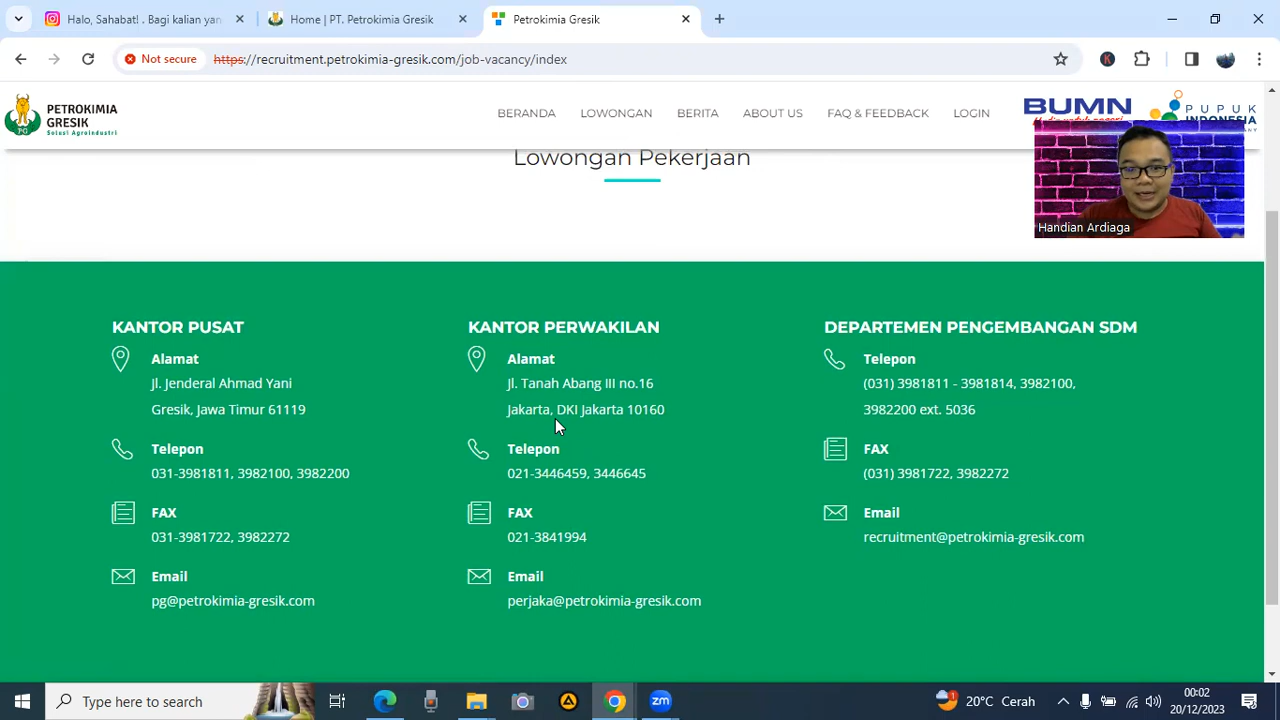 Halo, Sahabat! . Bagi kalian yan
Home | PT. Petrokimia Gresik
Petrokimia Gresik
Not secure
https://recruitment.petrokimia-gresik.com/job-vacancy/index
K
PETROKIMIA
GRESIK
Solusi Agroindustri
BERANDA
LOWONGAN
BERITA
ABOUT US
FAQ & FEEDBACK
LOGIN
BUMN
PUPUK
INDONESIA
Lowongan Pekerjaan
Handian Ardiaga
KANTOR PUSAT
Alamat
Jl. Jenderal Ahmad Yani
Gresik, Jawa Timur 61119
Telepon
031-3981811, 3982100, 3982200
FAX
031-3981722, 3982272
Email
pg@petrokimia-gresik.com
KANTOR PERWAKILAN
Alamat
Jl. Tanah Abang III no.16
Jakarta, DKI Jakarta 10160
Telepon
021-3446459, 3446645
FAX
021-3841994
Email
perjaka@petrokimia-gresik.com
DEPARTEMEN PENGEMBANGAN SDM
Telepon
(031) 3981811 - 3981814, 3982100,
3982200 ext. 5036
FAX
(031) 3981722, 3982272
Email
recruitment@petrokimia-gresik.com
Type here to search
zm
1
20°C Cerah
00:02
20/12/2023